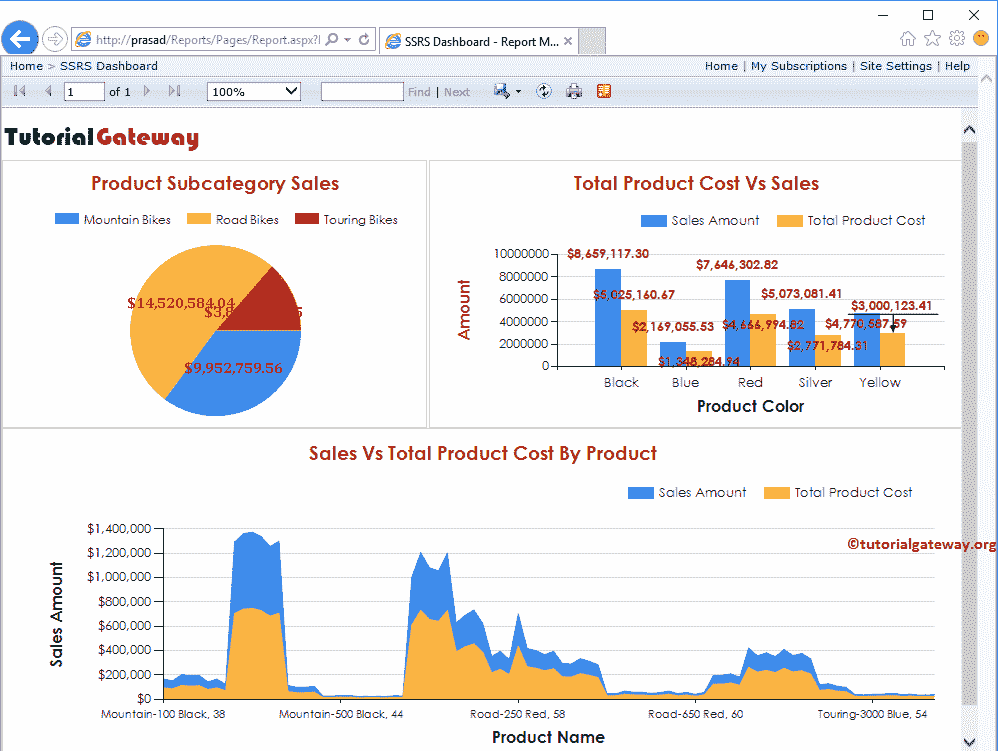 http://prasad/Reports/Pages/Report.aspx?I
SSRS Dashboard - Report M...
Home > SSRS Dashboard
Home | My Subscriptions | Site Settings | Help
1 of 1
100%
Find | Next
TutorialGateway
Product Subcategory Sales
Mountain Bikes Road Bikes Touring Bikes
$14,520,584.04
$9,952,759.56
Total Product Cost Vs Sales
Sales Amount Total Product Cost
Amount
10000000
8000000
6000000
4000000
2000000
0
$8,659,117.30
$7,646,302.82
$5,025,160.67
$5,073,081.41
$3,000,123.41
$2,169,055.53
$4,666,994.82
$4,770,587.59
$2,771,784.31
$1,348,284.94
Black Blue Red Silver Yellow
Product Color
Sales Vs Total Product Cost By Product
Sales Amount Total Product Cost
©tutorialgateway.org
Sales Amount
$1,400,000
$1,200,000
$1,000,000
$800,000
$600,000
$400,000
$200,000
$0
Mountain-100 Black, 38 Mountain-500 Black, 44 Road-250 Red, 58 Road-650 Red, 60 Touring-3000 Blue, 54
Product Name